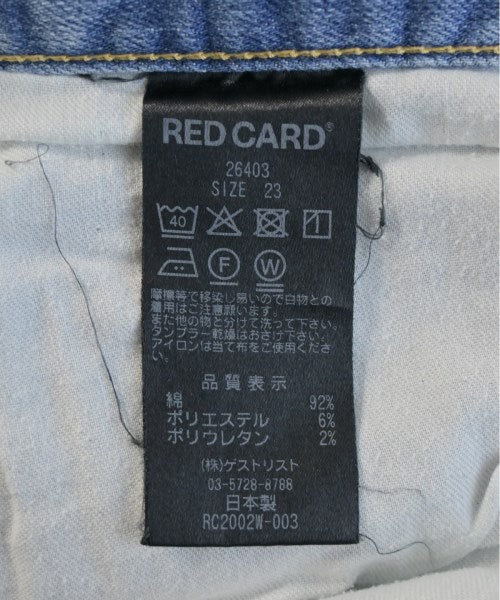 RED CARD®
26403
SIZE 23
40
F W
摩擦等で移染し易いので白物との
着用はご注意願います。
また他の物と分けて洗って下さい。
タンブラー乾燥はおさけ下さい。
アイロンは当て布をご使用ください
品質表示
綿 92%
ポリエステル 6%
ポリウレタン 2%
(株)ゲストリスト
03-5728-8788
日本製
RC2002W-003